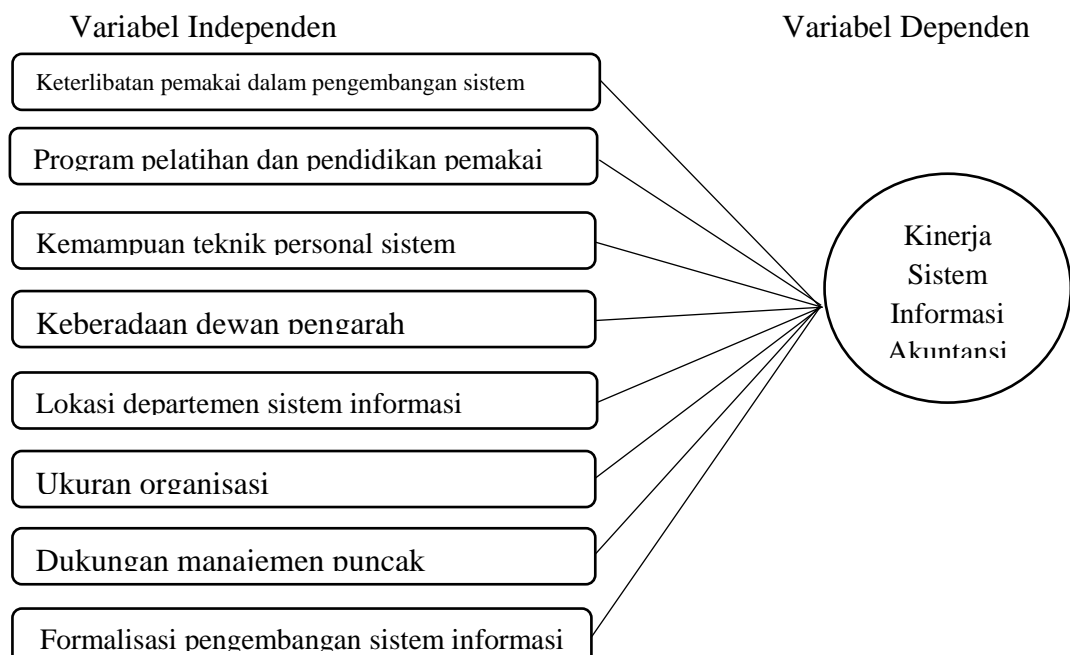 Variabel Independen
Variabel Dependen
Keterlibatan pemakai dalam pengembangan sistem
Program pelatihan dan pendidikan pemakai
Kemampuan teknik personal sistem
Keberadaan dewan pengarah
Lokasi departemen sistem informasi
Ukuran organisasi
Dukungan manajemen puncak
Formalisasi pengembangan sistem informasi
Kinerja
Sistem
Informasi
Akuntansi